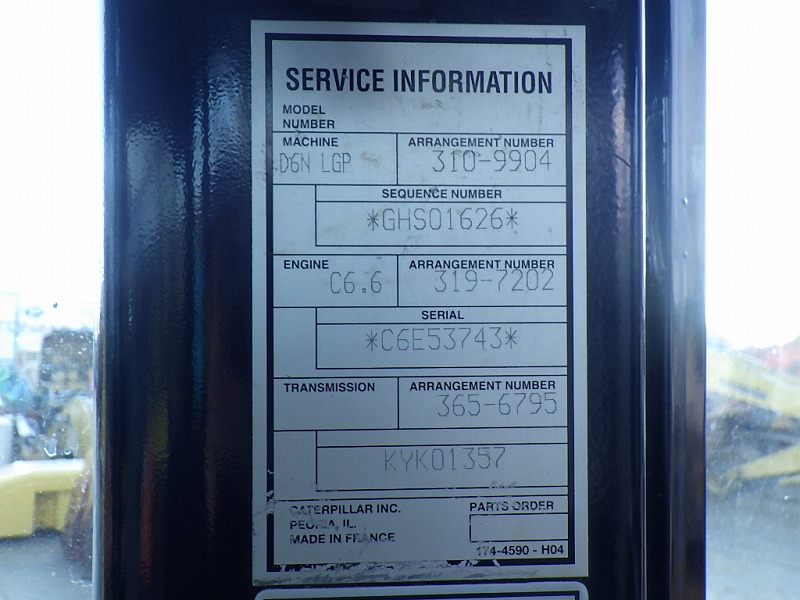 SERVICE INFORMATION
MODEL
NUMBER
MACHINE ARRANGEMENT NUMBER
D6N LGP 310-9904
SEQUENCE NUMBER
*GHS01626*
ENGINE ARRANGEMENT NUMBER
C6.6 319-7202
SERIAL
*C6E53743*
TRANSMISSION ARRANGEMENT NUMBER
365-6795
KYK01357
CATERPILLAR INC. PARTS ORDER
PEORIA, IL.
MADE IN FRANCE
174-4590 - H04